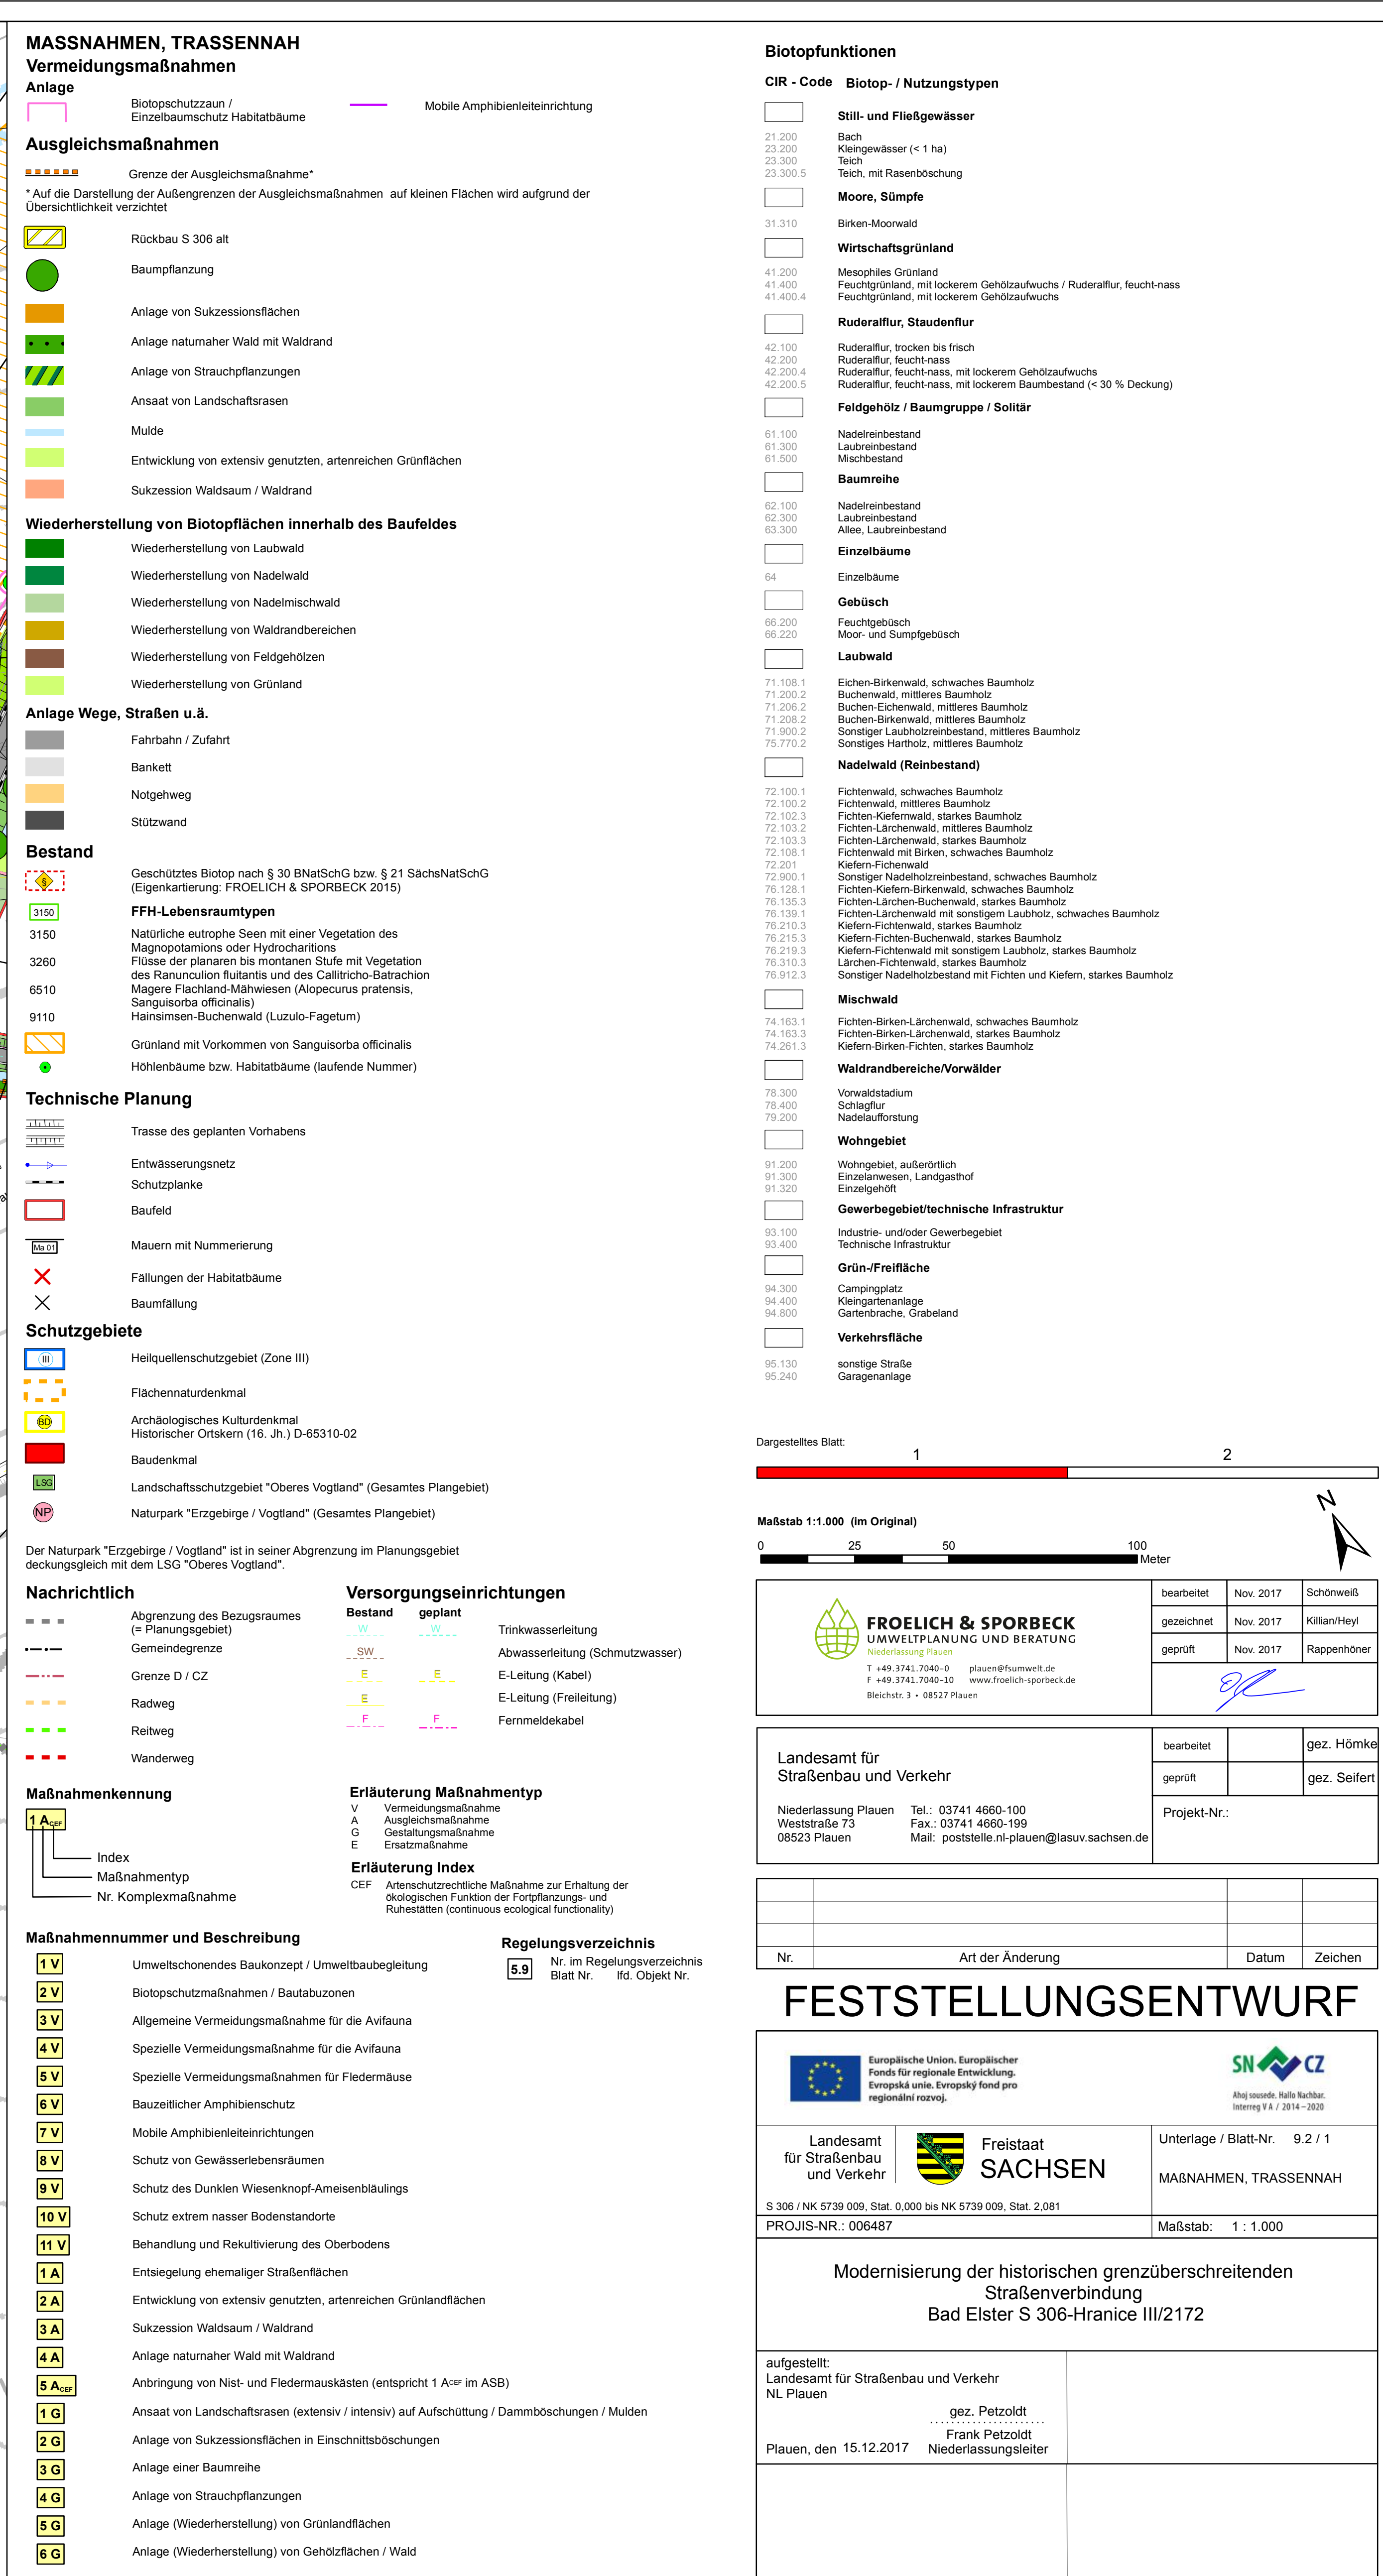 MASSNAHMEN, TRASSENNAH
Vermeidungsmaßnahmen
Anlage
Biotopschutzzaun /
Einzelbaumschutz Habitatbäume
Mobile Amphibienleiteinrichtung
Ausgleichsmaßnahmen
Grenze der Ausgleichsmaßnahme*
* Auf die Darstellung der Außengrenzen der Ausgleichsmaßnahmen auf kleinen Flächen wird aufgrund der
Übersichtlichkeit verzichtet
Rückbau S 306 alt
Baumpflanzung
Anlage von Sukzessionsflächen
Anlage naturnaher Wald mit Waldrand
Anlage von Strauchpflanzungen
Ansaat von Landschaftsrasen
Mulde
Entwicklung von extensiv genutzten, artenreichen Grünflächen
Sukzession Waldsaum / Waldrand
Wiederherstellung von Biotopflächen innerhalb des Baufeldes
Wiederherstellung von Laubwald
Wiederherstellung von Nadelwald
Wiederherstellung von Nadelmischwald
Wiederherstellung von Waldrandbereichen
Wiederherstellung von Feldgehölzen
Wiederherstellung von Grünland
Anlage Wege, Straßen u.ä.
Fahrbahn / Zufahrt
Bankett
Notgehweg
Stützwand
Bestand
§ Geschütztes Biotop nach § 30 BNatSchG bzw. § 21 SächsNatSchG
(Eigenkartierung: FROELICH & SPORBECK 2015)
3150 FFH-Lebensraumtypen
3150 Natürliche eutrophe Seen mit einer Vegetation des
Magnopotamions oder Hydrocharitions
3260 Flüsse der planaren bis montanen Stufe mit Vegetation
des Ranunculion fluitantis und des Callitricho-Batrachion
6510 Magere Flachland-Mähwiesen (Alopecurus pratensis,
Sanguisorba officinalis)
9110 Hainsimsen-Buchenwald (Luzulo-Fagetum)
Grünland mit Vorkommen von Sanguisorba officinalis
Höhlenbäume bzw. Habitatbäume (laufende Nummer)
Technische Planung
Trasse des geplanten Vorhabens
Entwässerungsnetz
Schutzplanke
Baufeld
Ma 01 Mauern mit Nummerierung
Fällungen der Habitatbäume
Baumfällung
Schutzgebiete
III Heilquellenschutzgebiet (Zone III)
Flächennaturdenkmal
BD Archäologisches Kulturdenkmal
Historischer Ortskern (16. Jh.) D-65310-02
Baudenkmal
LSG Landschaftsschutzgebiet "Oberes Vogtland" (Gesamtes Plangebiet)
NP Naturpark "Erzgebirge / Vogtland" (Gesamtes Plangebiet)
Der Naturpark "Erzgebirge / Vogtland" ist in seiner Abgrenzung im Planungsgebiet
deckungsgleich mit dem LSG "Oberes Vogtland".
Nachrichtlich
Abgrenzung des Bezugsraumes
(= Planungsgebiet)
Gemeindegrenze
Grenze D / CZ
Radweg
Reitweg
Wanderweg
Versorgungseinrichtungen
Bestand geplant
W W Trinkwasserleitung
SW Abwasserleitung (Schmutzwasser)
E E E-Leitung (Kabel)
E E-Leitung (Freileitung)
F F Fernmeldekabel
Maßnahmenkennung
1 ACEF
Index
Maßnahmentyp
Nr. Komplexmaßnahme
Erläuterung Maßnahmentyp
V Vermeidungsmaßnahme
A Ausgleichsmaßnahme
G Gestaltungsmaßnahme
E Ersatzmaßnahme
Erläuterung Index
CEF Artenschutzrechtliche Maßnahme zur Erhaltung der
ökologischen Funktion der Fortpflanzungs- und
Ruhestätten (continuous ecological functionality)
Maßnahmennummer und Beschreibung
1 V Umweltschonendes Baukonzept / Umweltbaubegleitung
2 V Biotopschutzmaßnahmen / Bautabuzonen
3 V Allgemeine Vermeidungsmaßnahme für die Avifauna
4 V Spezielle Vermeidungsmaßnahme für die Avifauna
5 V Spezielle Vermeidungsmaßnahmen für Fledermäuse
6 V Bauzeitlicher Amphibienschutz
7 V Mobile Amphibienleiteinrichtungen
8 V Schutz von Gewässerlebensräumen
9 V Schutz des Dunklen Wiesenknopf-Ameisenbläulings
10 V Schutz extrem nasser Bodenstandorte
11 V Behandlung und Rekultivierung des Oberbodens
1 A Entsiegelung ehemaliger Straßenflächen
2 A Entwicklung von extensiv genutzten, artenreichen Grünlandflächen
3 A Sukzession Waldsaum / Waldrand
4 A Anlage naturnaher Wald mit Waldrand
5 ACEF Anbringung von Nist- und Fledermauskästen (entspricht 1 ACEF im ASB)
1 G Ansaat von Landschaftsrasen (extensiv / intensiv) auf Aufschüttung / Dammböschungen / Mulden
2 G Anlage von Sukzessionsflächen in Einschnittsböschungen
3 G Anlage einer Baumreihe
4 G Anlage von Strauchpflanzungen
5 G Anlage (Wiederherstellung) von Grünlandflächen
6 G Anlage (Wiederherstellung) von Gehölzflächen / Wald
Regelungsverzeichnis
5.9 Nr. im Regelungsverzeichnis
Blatt Nr. lfd. Objekt Nr.
Biotopfunktionen
CIR - Code Biotop- / Nutzungstypen
Still- und Fließgewässer
21.200 Bach
23.200 Kleingewässer (< 1 ha)
23.300 Teich
23.300.5 Teich, mit Rasenböschung
Moore, Sümpfe
31.310 Birken-Moorwald
Wirtschaftsgrünland
41.200 Mesophiles Grünland
41.400 Feuchtgrünland, mit lockerem Gehölzaufwuchs / Ruderalflur, feucht-nass
41.400.4 Feuchtgrünland, mit lockerem Gehölzaufwuchs
Ruderalflur, Staudenflur
42.100 Ruderalflur, trocken bis frisch
42.200 Ruderalflur, feucht-nass
42.200.4 Ruderalflur, feucht-nass, mit lockerem Gehölzaufwuchs
42.200.5 Ruderalflur, feucht-nass, mit lockerem Baumbestand (< 30 % Deckung)
Feldgehölz / Baumgruppe / Solitär
61.100 Nadelreinbestand
61.300 Laubreinbestand
61.500 Mischbestand
Baumreihe
62.100 Nadelreinbestand
62.300 Laubreinbestand
63.300 Allee, Laubreinbestand
Einzelbäume
64 Einzelbäume
Gebüsch
66.200 Feuchtgebüsch
66.220 Moor- und Sumpfgebüsch
Laubwald
71.108.1 Eichen-Birkenwald, schwaches Baumholz
71.200.2 Buchenwald, mittleres Baumholz
71.206.2 Buchen-Eichenwald, mittleres Baumholz
71.208.2 Buchen-Birkenwald, mittleres Baumholz
71.900.2 Sonstiger Laubholzreinbestand, mittleres Baumholz
75.770.2 Sonstiges Hartholz, mittleres Baumholz
Nadelwald (Reinbestand)
72.100.1 Fichtenwald, schwaches Baumholz
72.100.2 Fichtenwald, mittleres Baumholz
72.102.3 Fichten-Kiefernwald, starkes Baumholz
72.103.2 Fichten-Lärchenwald, mittleres Baumholz
72.103.3 Fichten-Lärchenwald, starkes Baumholz
72.108.1 Fichtenwald mit Birken, schwaches Baumholz
72.201 Kiefern-Fichenwald
72.900.1 Sonstiger Nadelholzreinbestand, schwaches Baumholz
76.128.1 Fichten-Kiefern-Birkenwald, schwaches Baumholz
76.135.3 Fichten-Lärchen-Buchenwald, starkes Baumholz
76.139.1 Fichten-Lärchenwald mit sonstigem Laubholz, schwaches Baumholz
76.210.3 Kiefern-Fichtenwald, starkes Baumholz
76.215.3 Kiefern-Fichten-Buchenwald, starkes Baumholz
76.219.3 Kiefern-Fichtenwald mit sonstigem Laubholz, starkes Baumholz
76.310.3 Lärchen-Fichtenwald, starkes Baumholz
76.912.3 Sonstiger Nadelholzbestand mit Fichten und Kiefern, starkes Baumholz
Mischwald
74.163.1 Fichten-Birken-Lärchenwald, schwaches Baumholz
74.163.3 Fichten-Birken-Lärchenwald, starkes Baumholz
74.261.3 Kiefern-Birken-Fichten, starkes Baumholz
Waldrandbereiche/Vorwälder
78.300 Vorwaldstadium
78.400 Schlagflur
79.200 Nadelaufforstung
Wohngebiet
91.200 Wohngebiet, außerörtlich
91.300 Einzelanwesen, Landgasthof
91.320 Einzelgehöft
Gewerbegebiet/technische Infrastruktur
93.100 Industrie- und/oder Gewerbegebiet
93.400 Technische Infrastruktur
Grün-/Freifläche
94.300 Campingplatz
94.400 Kleingartenanlage
94.800 Gartenbrache, Grabeland
Verkehrsfläche
95.130 sonstige Straße
95.240 Garagenanlage
Dargestelltes Blatt:
1 2
N
Maßstab 1:1.000 (im Original)
0 25 50 100
Meter
FROELICH & SPORBECK
UMWELTPLANUNG UND BERATUNG
Niederlassung Plauen
T +49.3741.7040-0 plauen@fsumwelt.de
F +49.3741.7040-10 www.froelich-sporbeck.de
Bleichstr. 3 • 08527 Plauen
bearbeitet Nov. 2017 Schönweiß
gezeichnet Nov. 2017 Killian/Heyl
geprüft Nov. 2017 Rappenhöner
Landesamt für
Straßenbau und Verkehr
Niederlassung Plauen Tel.: 03741 4660-100
Weststraße 73 Fax.: 03741 4660-199
08523 Plauen Mail: poststelle.nl-plauen@lasuv.sachsen.de
bearbeitet gez. Hömke
geprüft gez. Seifert
Projekt-Nr.:
Nr. Art der Änderung Datum Zeichen
FESTSTELLUNGSENTWURF
Europäische Union. Europäischer
Fonds für regionale Entwicklung.
Evropská unie. Evropský fond pro
regionální rozvoj.
SN CZ
Ahoj sousede. Hallo Nachbar.
Interreg V A / 2014–2020
Landesamt
für Straßenbau
und Verkehr
Freistaat
SACHSEN
Unterlage / Blatt-Nr. 9.2 / 1
MAßNAHMEN, TRASSENNAH
S 306 / NK 5739 009, Stat. 0,000 bis NK 5739 009, Stat. 2,081
PROJIS-NR.: 006487
Maßstab: 1 : 1.000
Modernisierung der historischen grenzüberschreitenden
Straßenverbindung
Bad Elster S 306-Hranice III/2172
aufgestellt:
Landesamt für Straßenbau und Verkehr
NL Plauen
gez. Petzoldt
Frank Petzoldt
Plauen, den 15.12.2017 Niederlassungsleiter